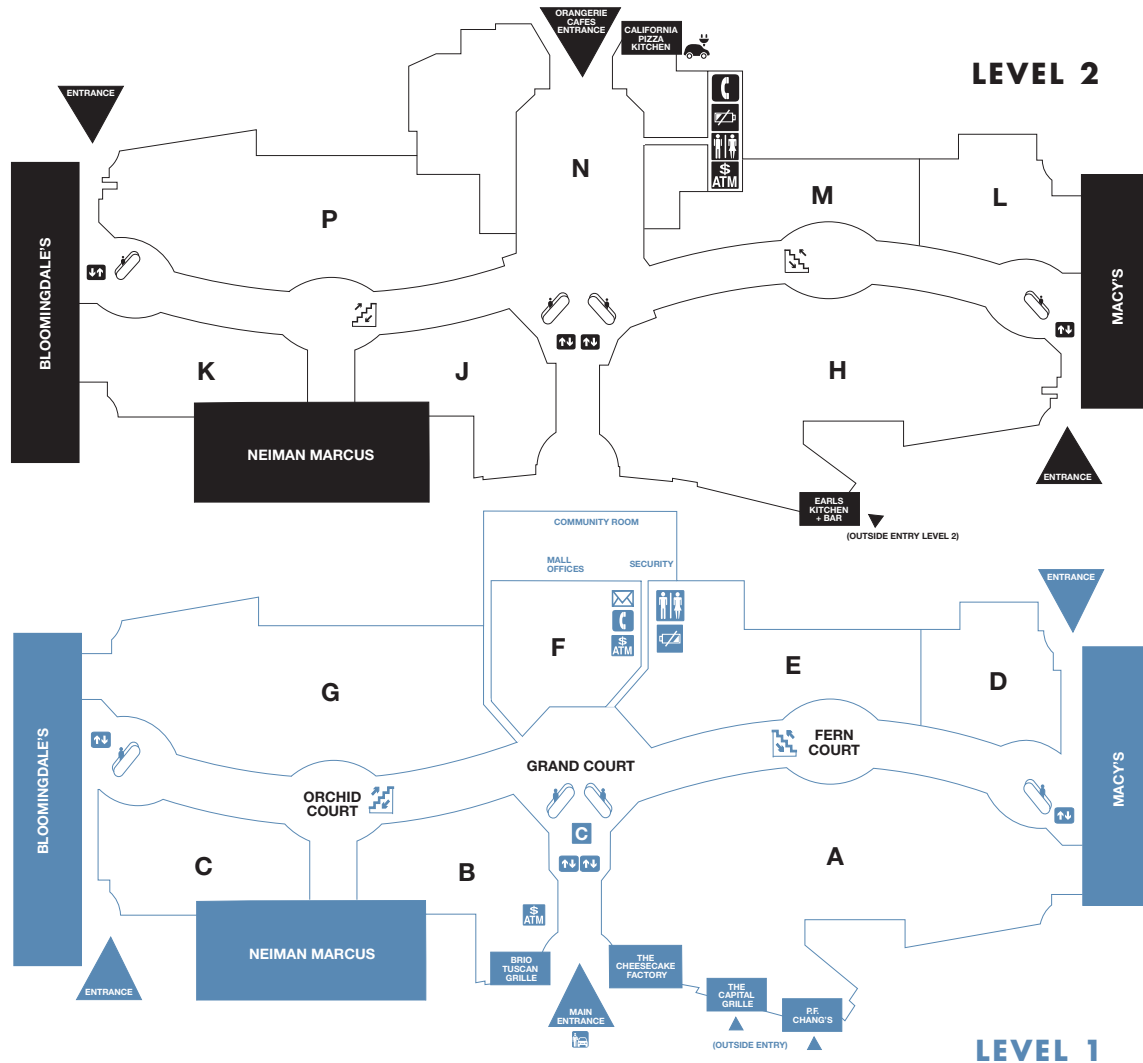 ORANGERIE
CAFES
ENTRANCE
CALIFORNIA
PIZZA
KITCHEN
LEVEL 2
ENTRANCE
$
ATM
N
M
L
P
BLOOMINGDALE'S
MACY'S
K
J
H
NEIMAN MARCUS
ENTRANCE
EARLS
KITCHEN
+ BAR
(OUTSIDE ENTRY LEVEL 2)
COMMUNITY ROOM
MALL
OFFICES
SECURITY
ENTRANCE
$
ATM
F
E
D
G
BLOOMINGDALE'S
MACY'S
FERN
COURT
GRAND COURT
ORCHID
COURT
C
C
B
A
$
ATM
NEIMAN MARCUS
BRIO
TUSCAN
GRILLE
THE
CHEESECAKE
FACTORY
ENTRANCE
THE
CAPITAL
GRILLE
MAIN
ENTRANCE
P.F.
CHANG'S
(OUTSIDE ENTRY)
LEVEL 1